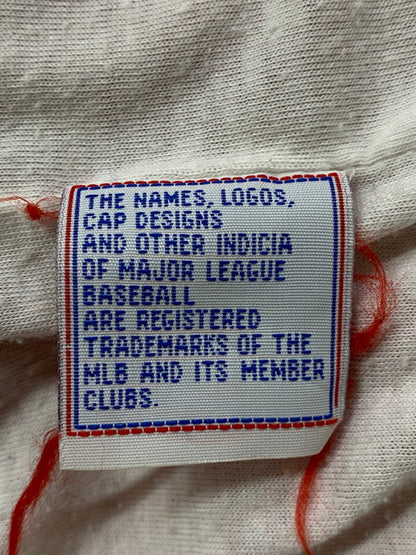 THE NAMES, LOGOS,
CAP DESIGNS
AND OTHER INDICIA
OF MAJOR LEAGUE
BASEBALL
ARE REGISTERED
TRADEMARKS OF THE
MLB AND ITS MEMBER
CLUBS.